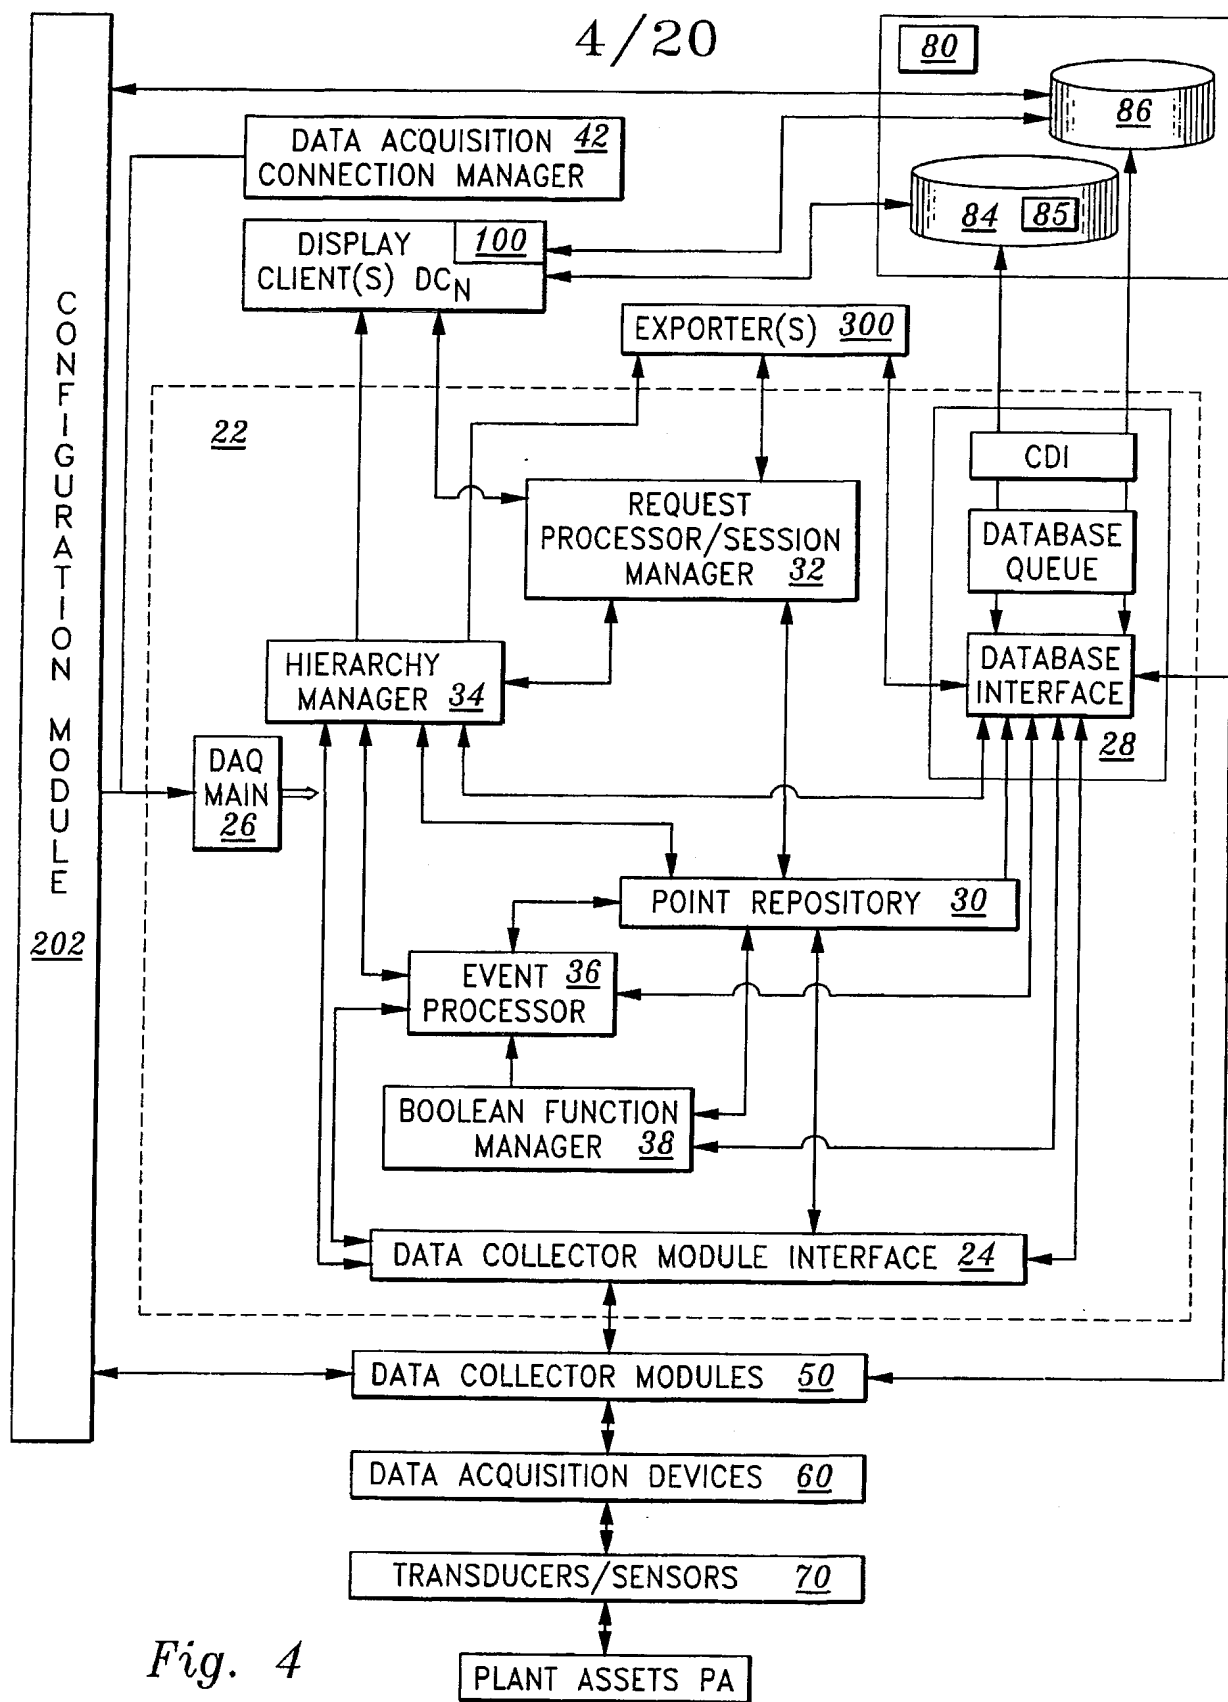 4/20
80
86
DATA ACQUISITION 42
CONNECTION MANAGER
84 85
DISPLAY 100
CLIENT(S) DCN
EXPORTER(S) 300
CONFIGURATION MODULE
202
22
CDI
REQUEST
PROCESSOR/SESSION
MANAGER 32
DATABASE
QUEUE
HIERARCHY
MANAGER 34
DATABASE
INTERFACE
28
DAQ
MAIN
26
POINT REPOSITORY 30
EVENT 36
PROCESSOR
BOOLEAN FUNCTION
MANAGER 38
DATA COLLECTOR MODULE INTERFACE 24
DATA COLLECTOR MODULES 50
DATA ACQUISITION DEVICES 60
TRANSDUCERS/SENSORS 70
PLANT ASSETS PA
Fig. 4